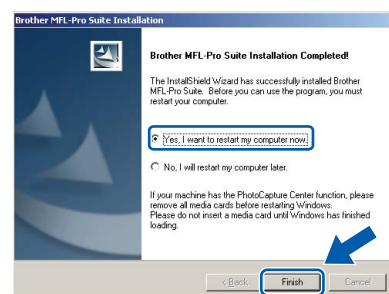 Brother MFL-Pro Suite Installation
Brother MFL-Pro Suite Installation Completed!
The InstallShield Wizard has successfully installed Brother
MFL-Pro Suite. Before you can use the program, you must
restart your computer.
Yes, I want to restart my computer now.
No, I will restart my computer later.
If your machine has the PhotoCapture Center function, please
remove all media cards before restarting Windows.
Please do not insert a media card until Windows has finished
loading.
< Back Finish Cancel